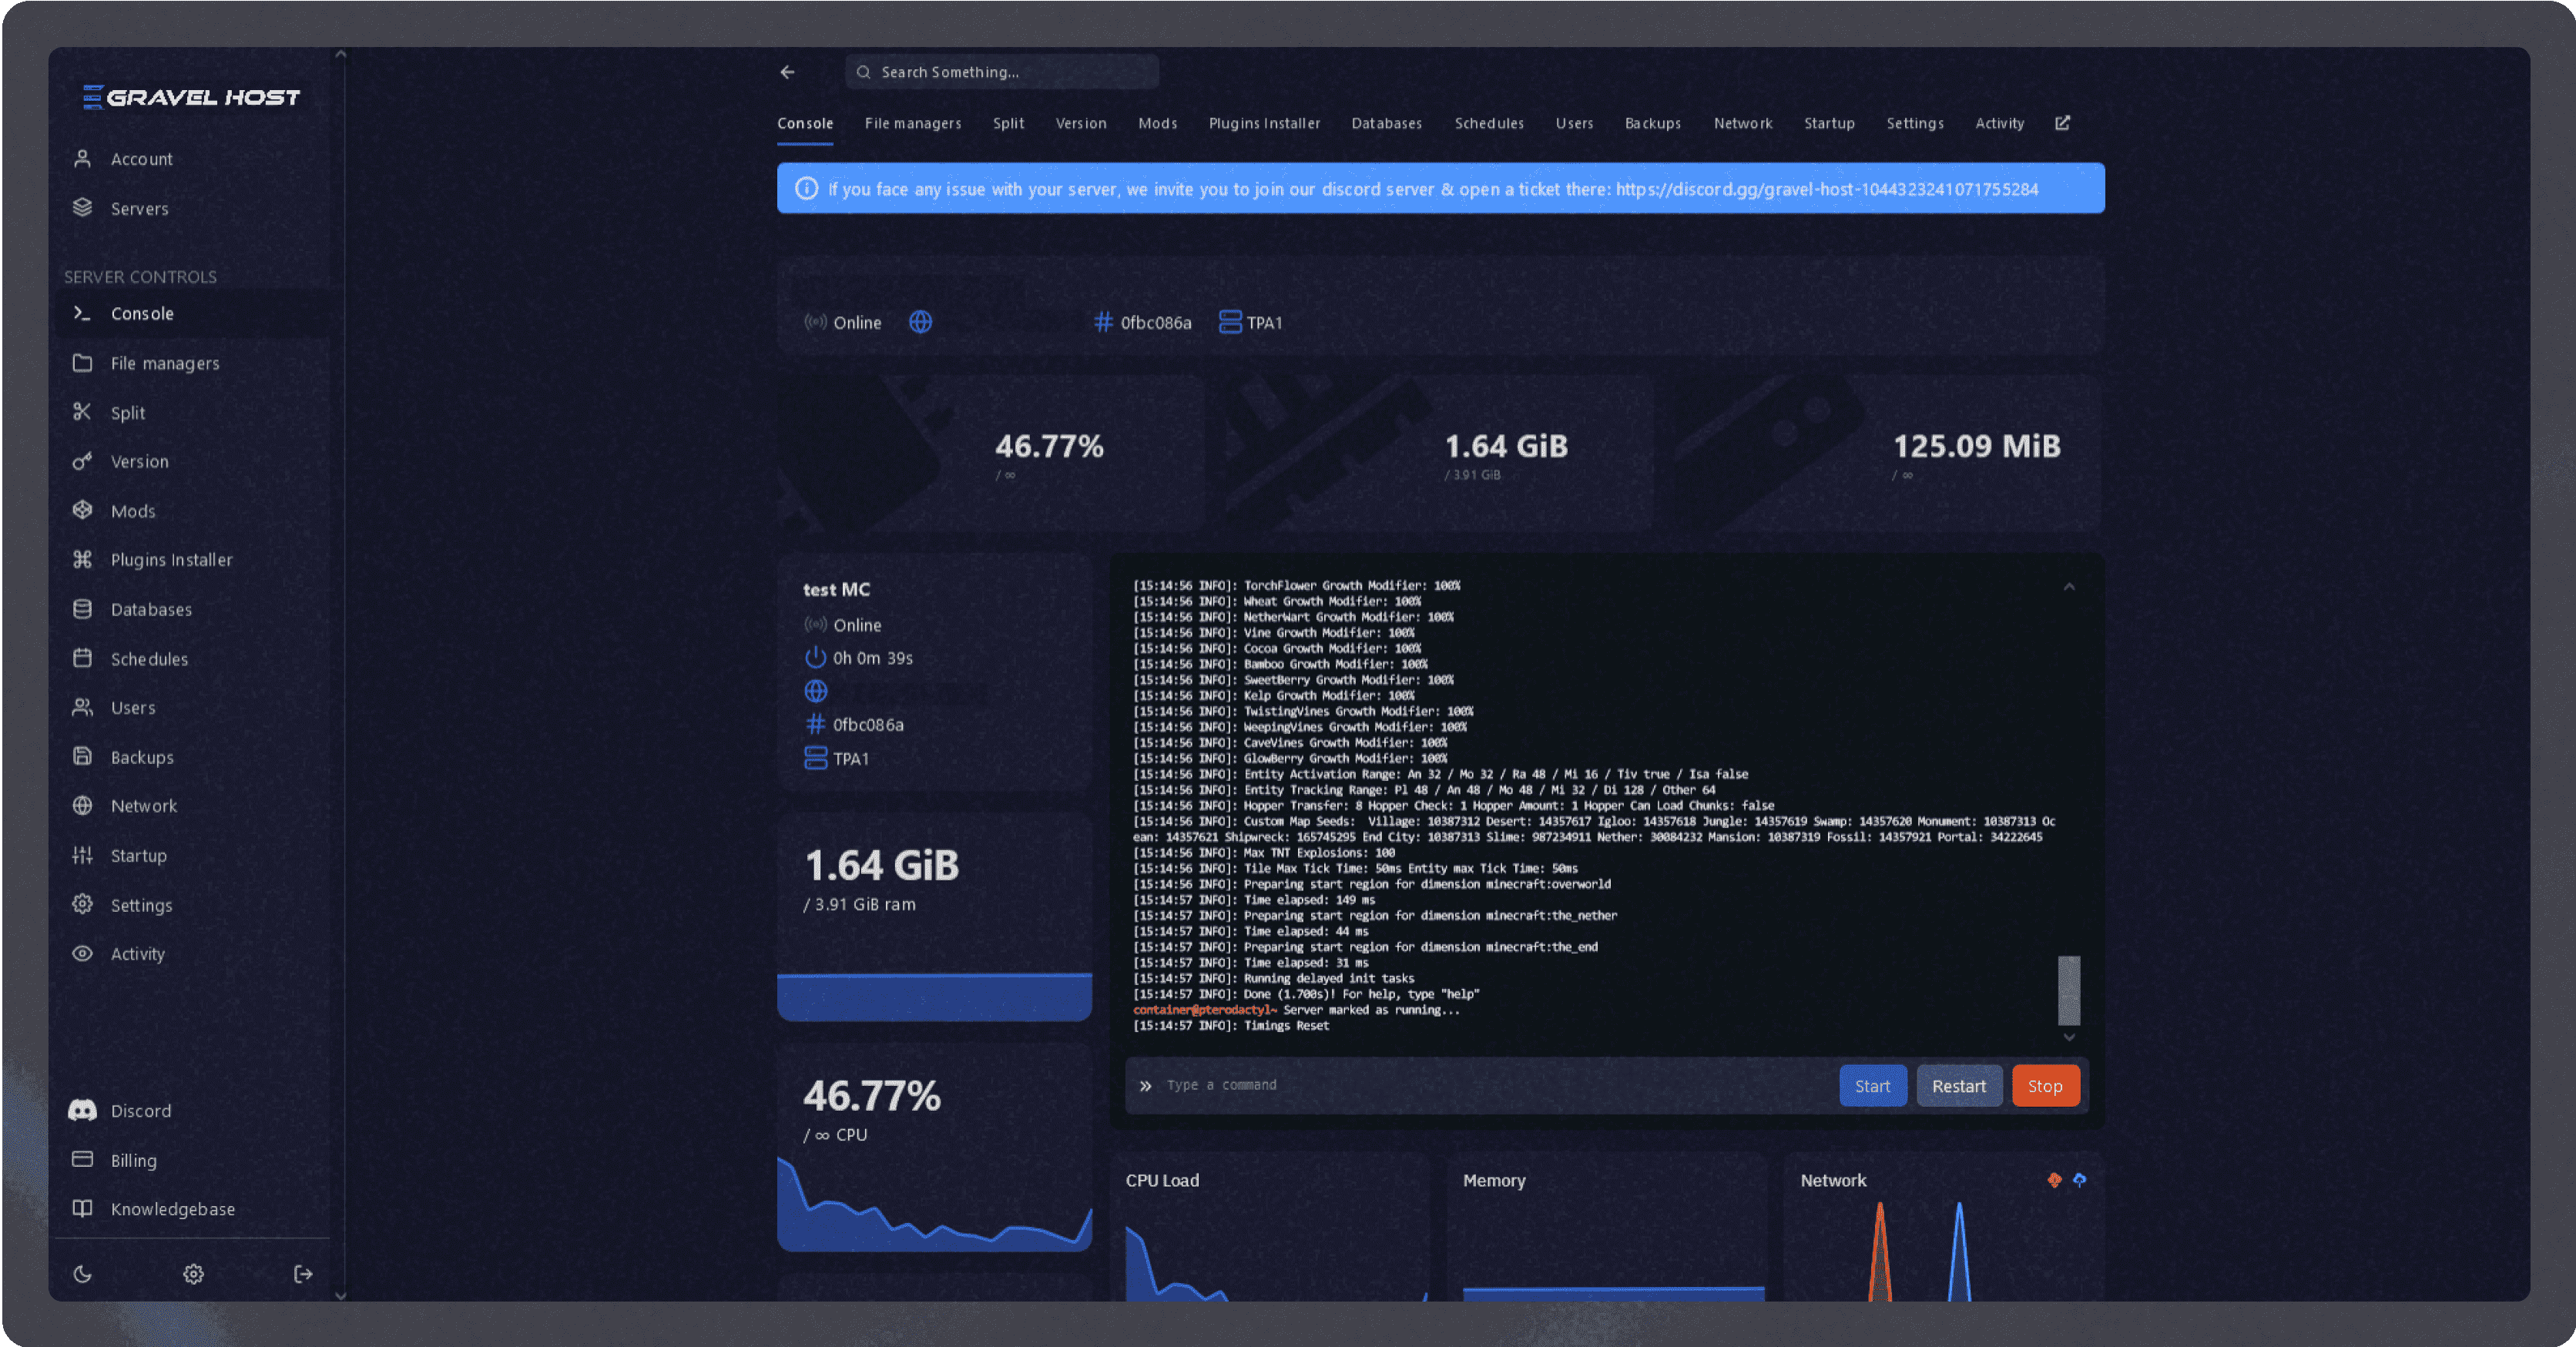 GRAVEL HOST
Account
Servers
SERVER CONTROLS
Console
File managers
Split
Version
Mods
Plugins Installer
Databases
Schedules
Users
Backups
Network
Startup
Settings
Activity
Discord
Billing
Knowledgebase
Search Something...
Console File managers Split Version Mods Plugins Installer Databases Schedules Users Backups Network Startup Settings Activity
If you face any issue with your server, we invite you to join our discord server & open a ticket there: https://discord.gg/gravel-host-1044323241071755284
Online 0fbc086a TPA1
46.77%
/ ∞
1.64 GiB
/ 3.91 GiB
125.09 MiB
/ ∞
test MC
Online
0h 0m 39s
0fbc086a
TPA1
1.64 GiB
/ 3.91 GiB ram
46.77%
/ ∞ CPU
[15:14:56 INFO]: TorchFlower Growth Modifier: 100%
[15:14:56 INFO]: Wheat Growth Modifier: 100%
[15:14:56 INFO]: NetherWart Growth Modifier: 100%
[15:14:56 INFO]: Vine Growth Modifier: 100%
[15:14:56 INFO]: Cocoa Growth Modifier: 100%
[15:14:56 INFO]: Bamboo Growth Modifier: 100%
[15:14:56 INFO]: SweetBerry Growth Modifier: 100%
[15:14:56 INFO]: Kelp Growth Modifier: 100%
[15:14:56 INFO]: TwistingVines Growth Modifier: 100%
[15:14:56 INFO]: WeepingVines Growth Modifier: 100%
[15:14:56 INFO]: CaveVines Growth Modifier: 100%
[15:14:56 INFO]: GlowBerry Growth Modifier: 100%
[15:14:56 INFO]: Entity Activation Range: An 32 / Mo 32 / Ra 48 / Mi 16 / Tiv true / Isa false
[15:14:56 INFO]: Entity Tracking Range: Pl 48 / An 48 / Mo 48 / Mi 32 / Di 128 / Other 64
[15:14:56 INFO]: Hopper Transfer: 8 Hopper Check: 1 Hopper Amount: 1 Hopper Can Load Chunks: false
[15:14:56 INFO]: Custom Map Seeds:  Village: 10387312 Desert: 14357617 Igloo: 14357618 Jungle: 14357619 Swamp: 14357620 Monument: 10387313 Oc
ean: 14357621 Shipwreck: 165745295 End City: 10387313 Slime: 987234911 Nether: 30084232 Mansion: 10387319 Fossil: 14357921 Portal: 34222645
[15:14:56 INFO]: Max TNT Explosions: 100
[15:14:56 INFO]: Tile Max Tick Time: 50ms Entity max Tick Time: 50ms
[15:14:56 INFO]: Preparing start region for dimension minecraft:overworld
[15:14:57 INFO]: Time elapsed: 149 ms
[15:14:57 INFO]: Preparing start region for dimension minecraft:the_nether
[15:14:57 INFO]: Time elapsed: 44 ms
[15:14:57 INFO]: Preparing start region for dimension minecraft:the_end
[15:14:57 INFO]: Time elapsed: 31 ms
[15:14:57 INFO]: Running delayed init tasks
[15:14:57 INFO]: Done (1.700s)! For help, type "help"
container@pterodactyl~ Server marked as running...
[15:14:57 INFO]: Timings Reset
Type a command
Start Restart Stop
CPU Load
Memory
Network